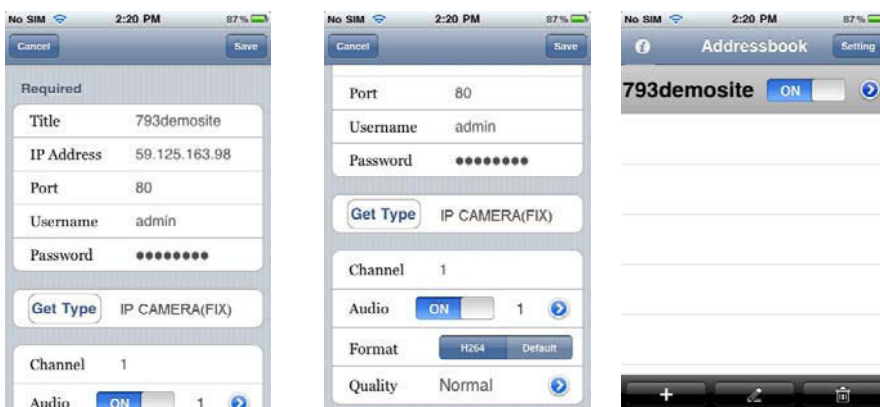 No SIM 2:20 PM 87%
Cancel Save
Required
Title 793demosite
IP Address 59.125.163.98
Port 80
Username admin
Password ●●●●●●●●
Get Type IP CAMERA(FIX)
Channel 1
Audio ON 1
No SIM 2:20 PM 87%
Cancel Save
Port 80
Username admin
Password ●●●●●●●●
Get Type IP CAMERA(FIX)
Channel 1
Audio ON 1
Format H264 Default
Quality Normal
No SIM 2:20 PM 87%
i Addressbook Setting
793demosite ON